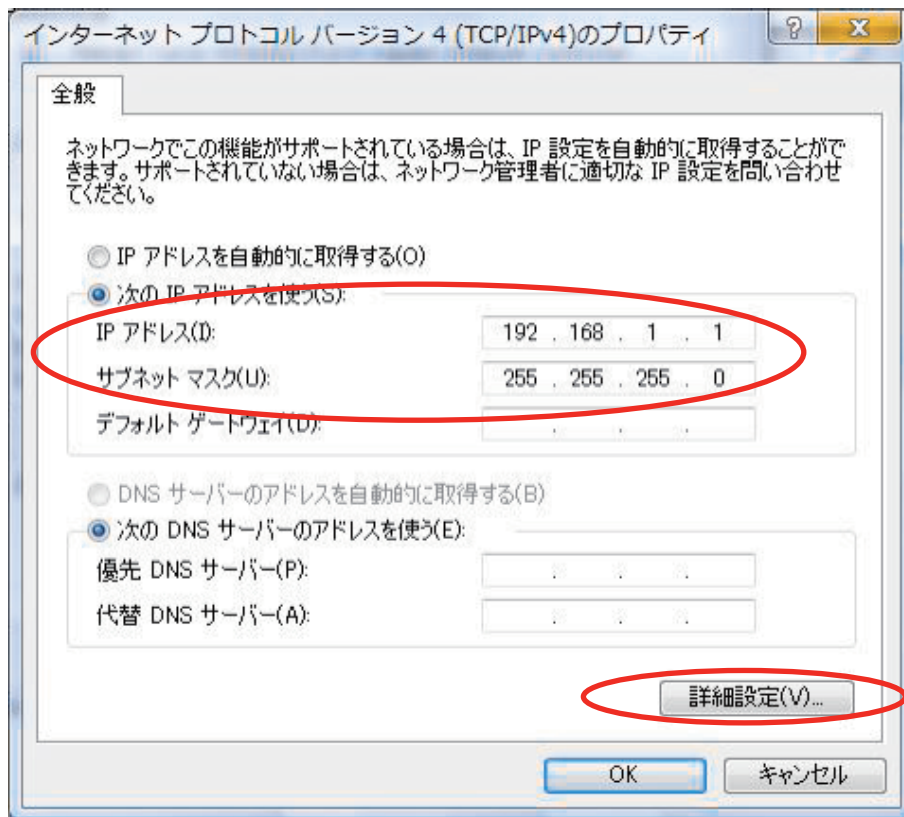 インターネット プロトコル バージョン 4 (TCP/IPv4)のプロパティ
全般
ネットワークでこの機能がサポートされている場合は、IP 設定を自動的に取得することがで
きます。サポートされていない場合は、ネットワーク管理者に適切な IP 設定を問い合わせ
てください。
IP アドレスを自動的に取得する(O)
次の IP アドレスを使う(S):
IP アドレス(I): 192 . 168 . 1 . 1
サブネット マスク(U): 255 . 255 . 255 . 0
デフォルト ゲートウェイ(D): . . .
DNS サーバーのアドレスを自動的に取得する(B)
次の DNS サーバーのアドレスを使う(E):
優先 DNS サーバー(P): . . .
代替 DNS サーバー(A): . . .
詳細設定(V)...
OK キャンセル